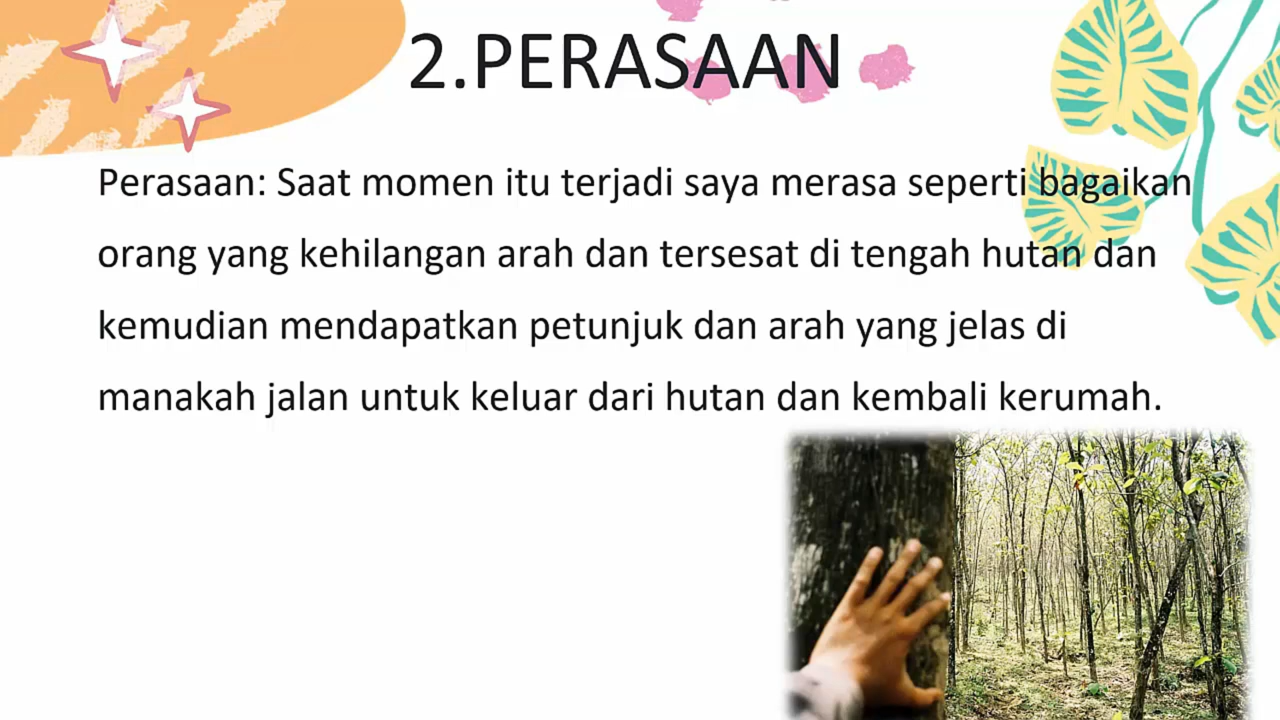 2.PERASAAN
Perasaan: Saat momen itu terjadi saya merasa seperti bagaikan
orang yang kehilangan arah dan tersesat di tengah hutan dan
kemudian mendapatkan petunjuk dan arah yang jelas di
manakah jalan untuk keluar dari hutan dan kembali kerumah.